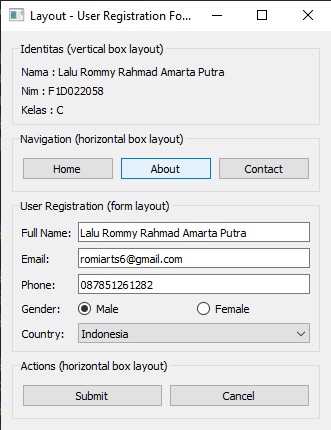 Layout - User Registration Fo...
Identitas (vertical box layout)
Nama : Lalu Rommy Rahmad Amarta Putra
Nim : F1D022058
Kelas : C
Navigation (horizontal box layout)
Home About Contact
User Registration (form layout)
Full Name: Lalu Rommy Rahmad Amarta Putra
Email: romiarts6@gmail.com
Phone: 087851261282
Gender: Male Female
Country: Indonesia
Actions (horizontal box layout)
Submit Cancel